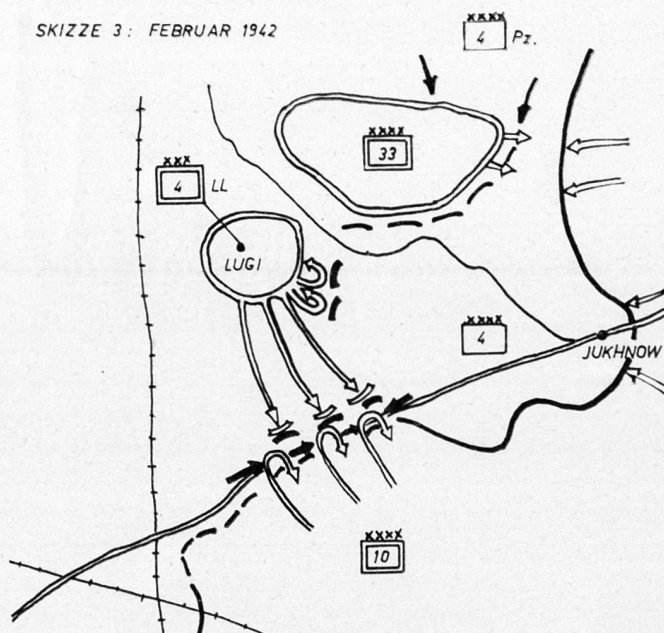 SKIZZE 3: FEBRUAR 1942
xxxx
4 Pz.
xxxx
33
xxx
4 LL
LUGI
xxxx
4
JUKHNOW
xxxx
10